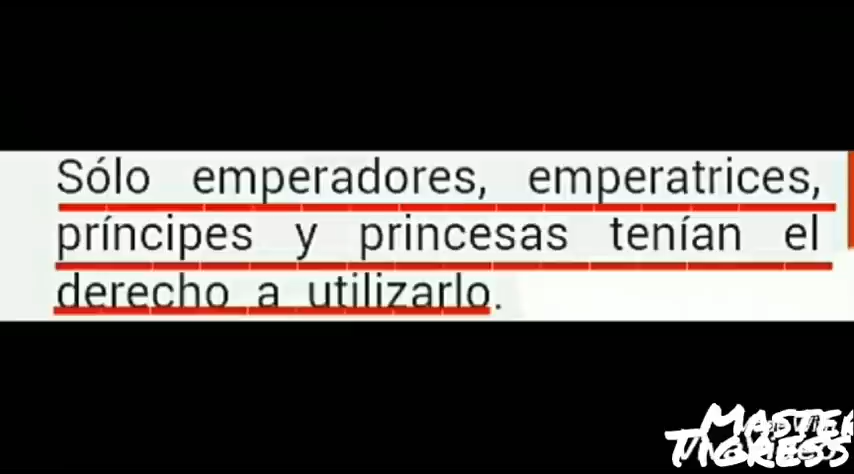 Sólo emperadores, emperatrices,
príncipes y princesas tenían el
derecho a utilizarlo.
MASTER
TIGRESS